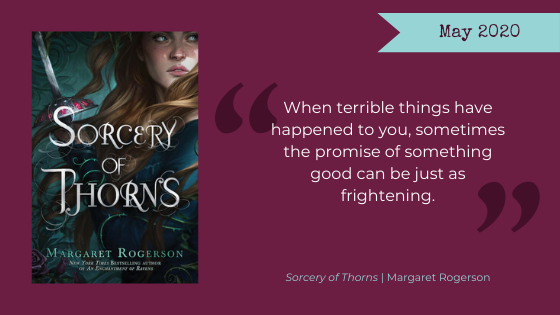 May 2020
SORCERY
OF
THORNS
MARGARET ROGERSON
NEW YORK TIMES BESTSELLING AUTHOR
OF AN ENCHANTMENT OF RAVENS
“
When terrible things have
happened to you, sometimes
the promise of something
good can be just as
frightening.
”
Sorcery of Thorns | Margaret Rogerson